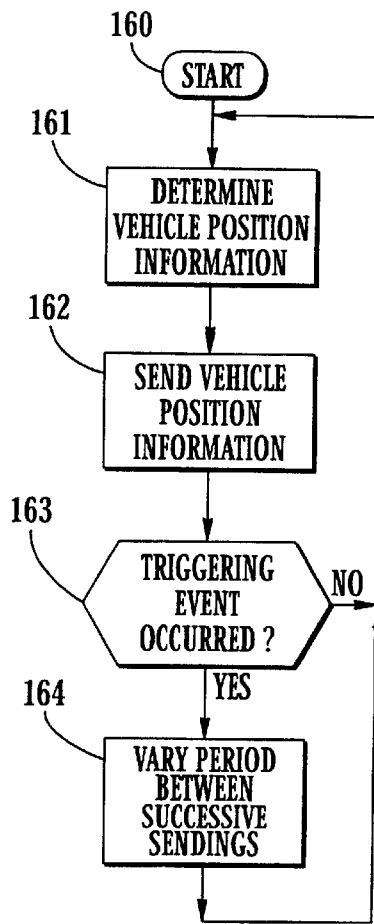 160
START
161
DETERMINE
VEHICLE POSITION
INFORMATION
162
SEND VEHICLE
POSITION
INFORMATION
163
TRIGGERING
EVENT
OCCURRED ?
NO
YES
164
VARY PERIOD
BETWEEN
SUCCESSIVE
SENDINGS